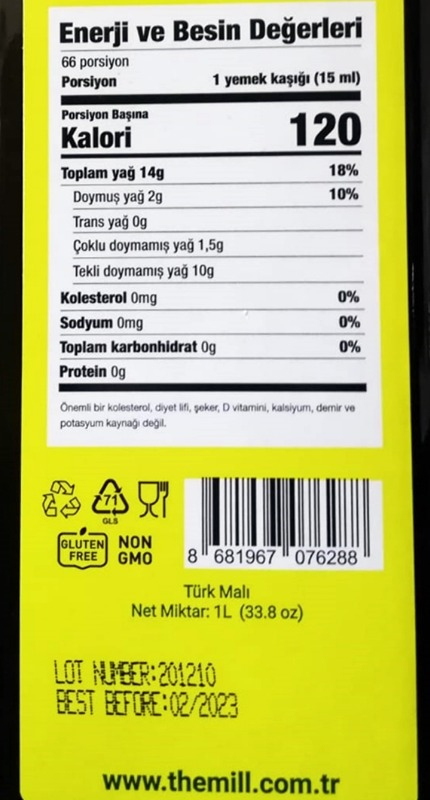 Enerji ve Besin Değerleri
66 porsiyon
Porsiyon 1 yemek kaşığı (15 ml)
Porsiyon Başına
Kalori 120
Toplam yağ 14g 18%
Doymuş yağ 2g 10%
Trans yağ 0g
Çoklu doymamış yağ 1,5g
Tekli doymamış yağ 10g
Kolesterol 0mg 0%
Sodyum 0mg 0%
Toplam karbonhidrat 0g 0%
Protein 0g
Önemli bir kolesterol, diyet lifi, şeker, D vitamini, kalsiyum, demir ve
potasyum kaynağı değil.
71
GLS
GLUTEN
FREE
NON
GMO
8 681967 076288
Türk Malı
Net Miktar: 1L (33.8 oz)
LOT NUMBER:201210
BEST BEFORE:02/2023
www.themill.com.tr